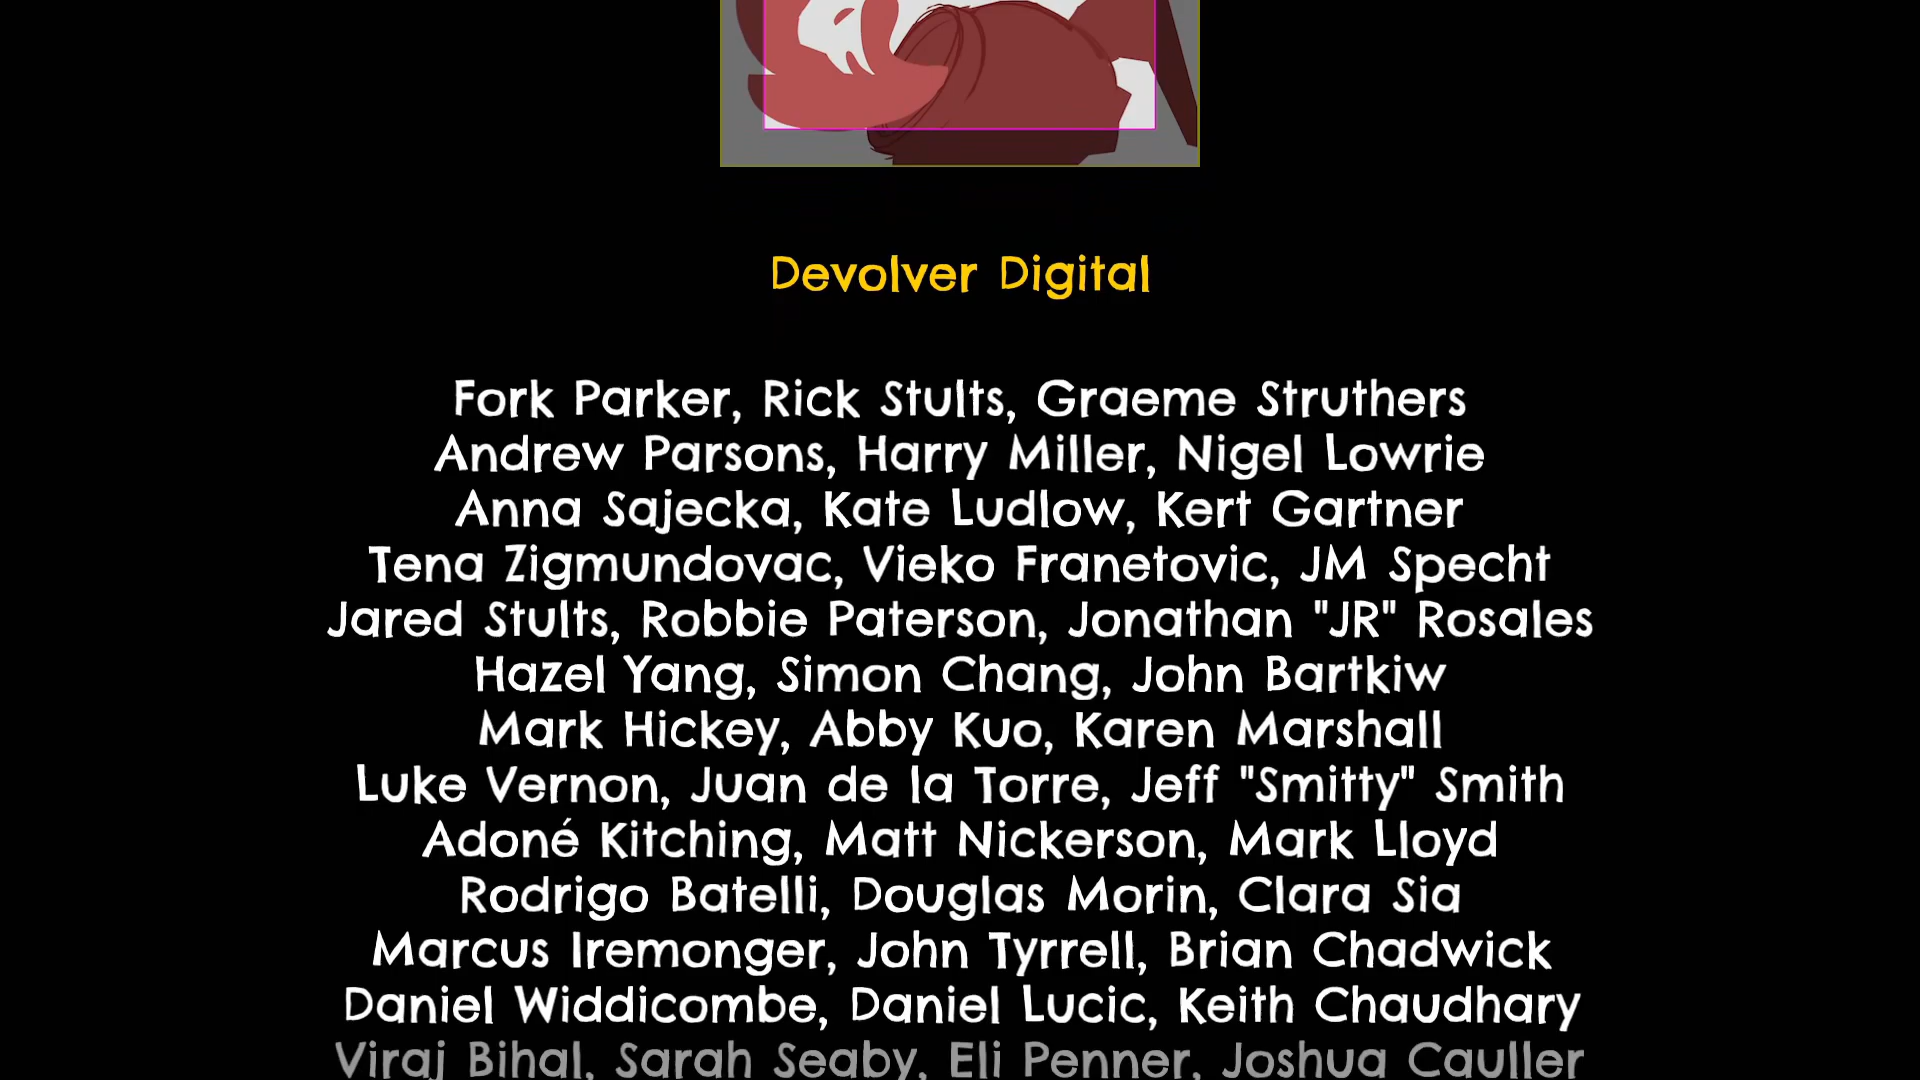 Devolver Digital
Fork Parker, Rick Stults, Graeme Struthers
Andrew Parsons, Harry Miller, Nigel Lowrie
Anna Sajecka, Kate Ludlow, Kert Gartner
Tena Zigmundovac, Vieko Franetovic, JM Specht
Jared Stults, Robbie Paterson, Jonathan "JR" Rosales
Hazel Yang, Simon Chang, John Bartkiw
Mark Hickey, Abby Kuo, Karen Marshall
Luke Vernon, Juan de la Torre, Jeff "Smitty" Smith
Adoné Kitching, Matt Nickerson, Mark Lloyd
Rodrigo Batelli, Douglas Morin, Clara Sia
Marcus Iremonger, John Tyrrell, Brian Chadwick
Daniel Widdicombe, Daniel Lucic, Keith Chaudhary
Viraj Bihal, Sarah Seaby, Eli Penner, Joshua Cauller